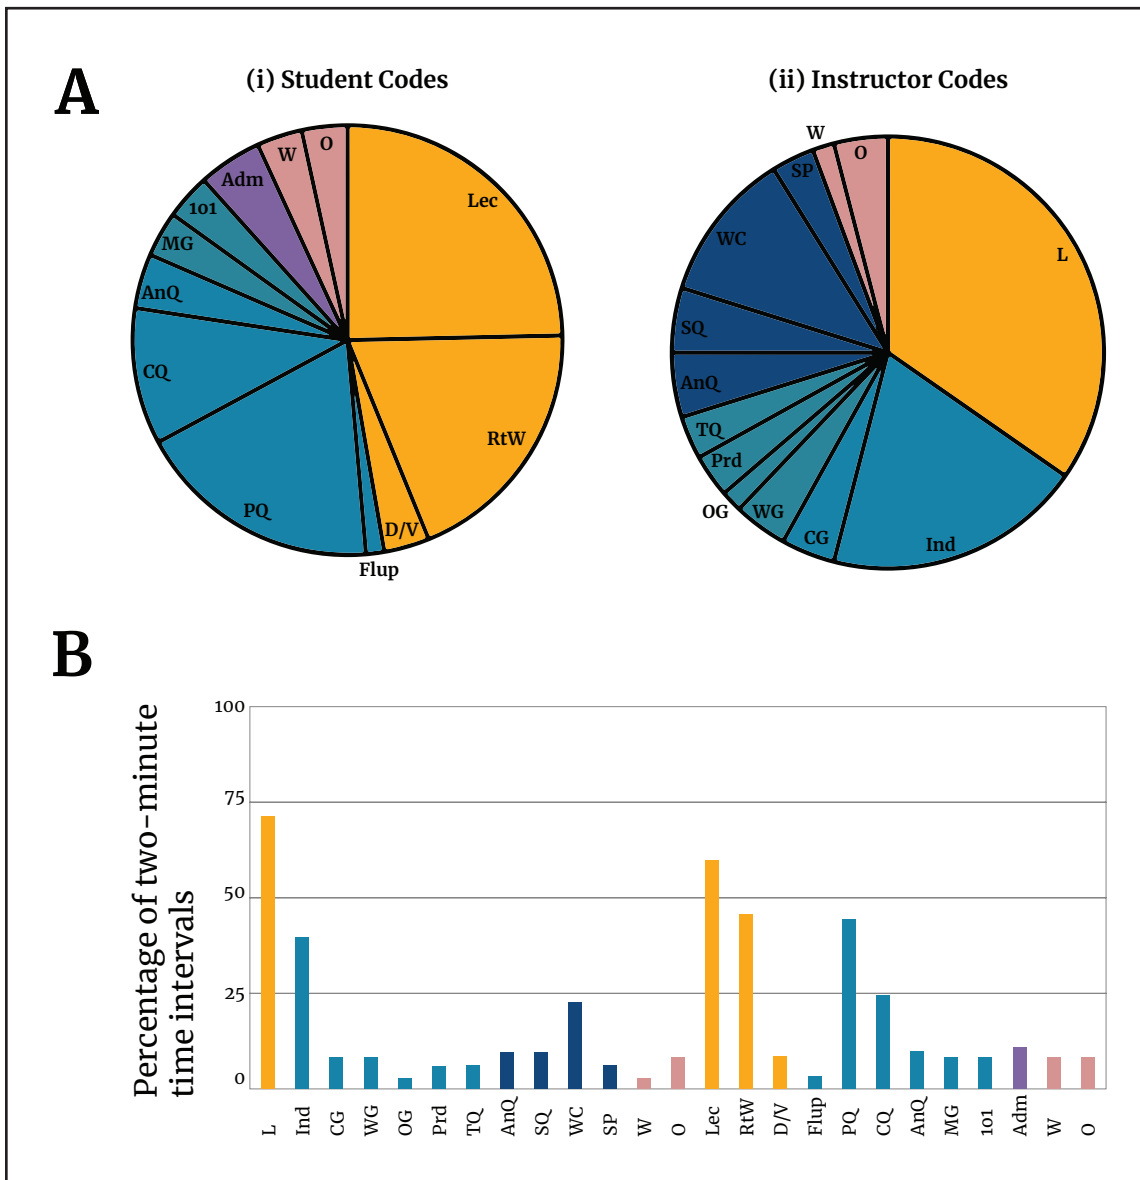 A
(i) Student Codes
(ii) Instructor Codes
Lec
RtW
D/V
Flup
PQ
CQ
AnQ
MG
1o1
Adm
W
O
L
Ind
CG
WG
OG
Prd
TQ
AnQ
SQ
WC
SP
W
O
B
Percentage of two-minute
time intervals
100
75
50
25
0
L
Ind
CG
WG
OG
Prd
TQ
AnQ
SQ
WC
SP
W
O
Lec
RtW
D/V
Flup
PQ
CQ
AnQ
MG
1o1
Adm
W
O